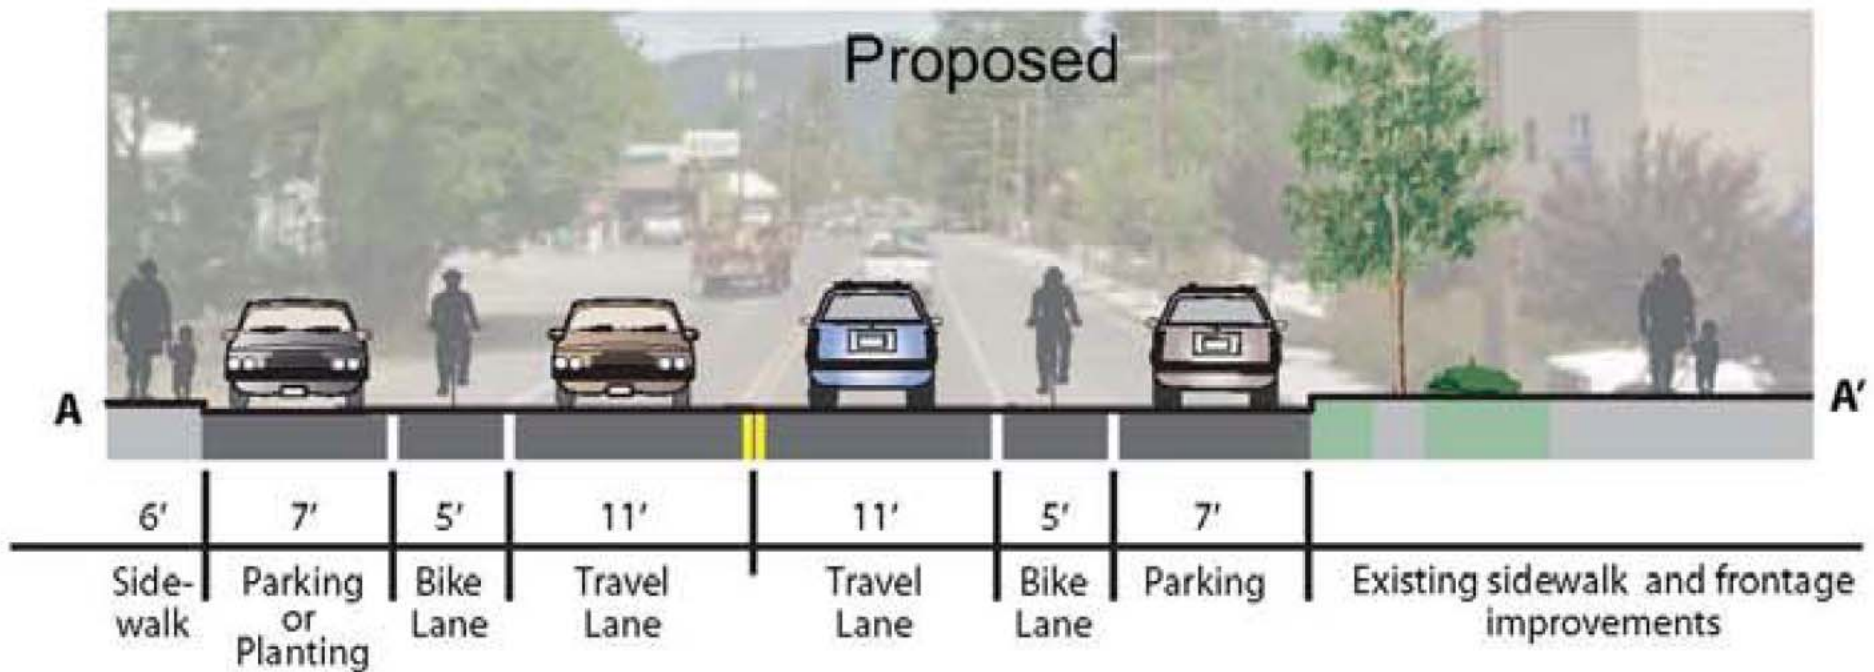 Proposed
A
A'
6'
7'
5'
11'
11'
5'
7'
Side-
walk
Parking
or
Planting
Bike
Lane
Travel
Lane
Travel
Lane
Bike
Lane
Parking
Existing sidewalk and frontage
improvements